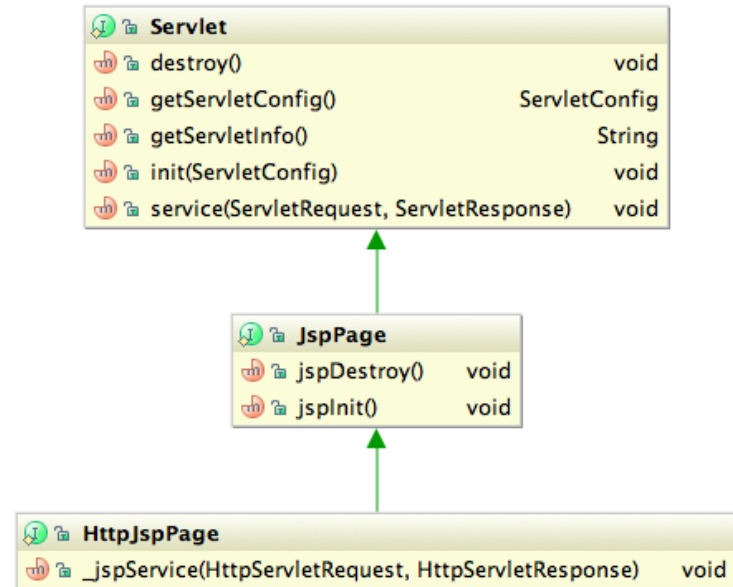 Servlet
destroy() void
getServletConfig() ServletConfig
getServletInfo() String
init(ServletConfig) void
service(ServletRequest, ServletResponse) void
JspPage
jspDestroy() void
jspInit() void
HttpJspPage
_jspService(HttpServletRequest, HttpServletResponse) void